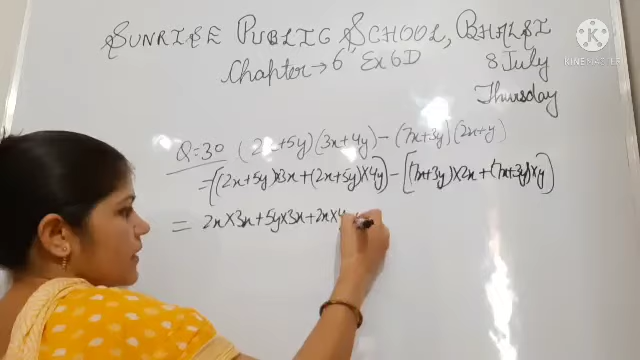 SUNRISE PUBLIC SCHOOL, BHALSI
Chapter → 6 Ex 6D
8 July
Thursday
KINEMASTER
Q:30 (2x+5y)(3x+4y) - (7x+3y)(2x+y)
= [(2x+5y)×3x+(2x+5y)×4y] - [(7x+3y)×2x+(7x+3y)×y]
= 2x×3x+5y×3x+2x×4